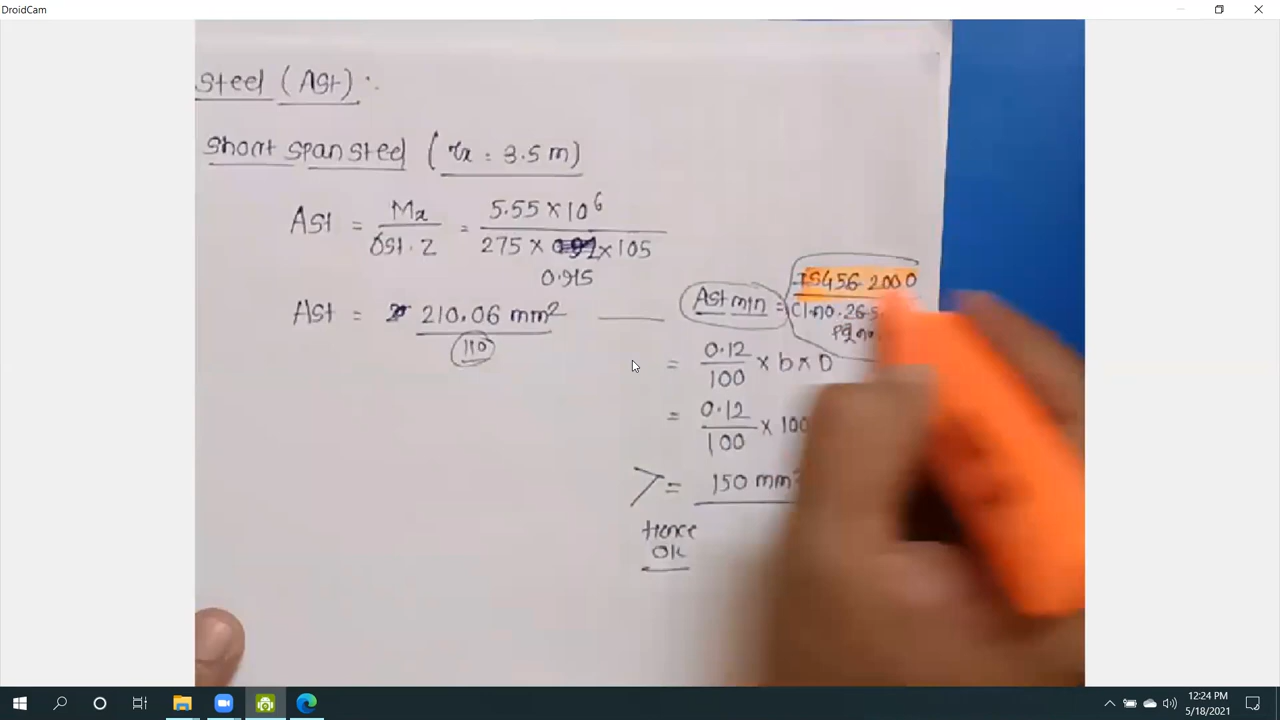 DroidCam
Steel (Ast) :
Short span steel (lx : 3.5 m)
Ast = Mx / σst · z = 5.55 × 10^6 / 275 × 0.915 × 105
Ast = 210.06 mm²
110
Ast min = IS456-2000
Cl.no. 26.5.
Pg no.
= 0.12 / 100 × b × D
= 0.12 / 100 × 100
> = 150 mm²
Hence
OK
12:24 PM
5/18/2021